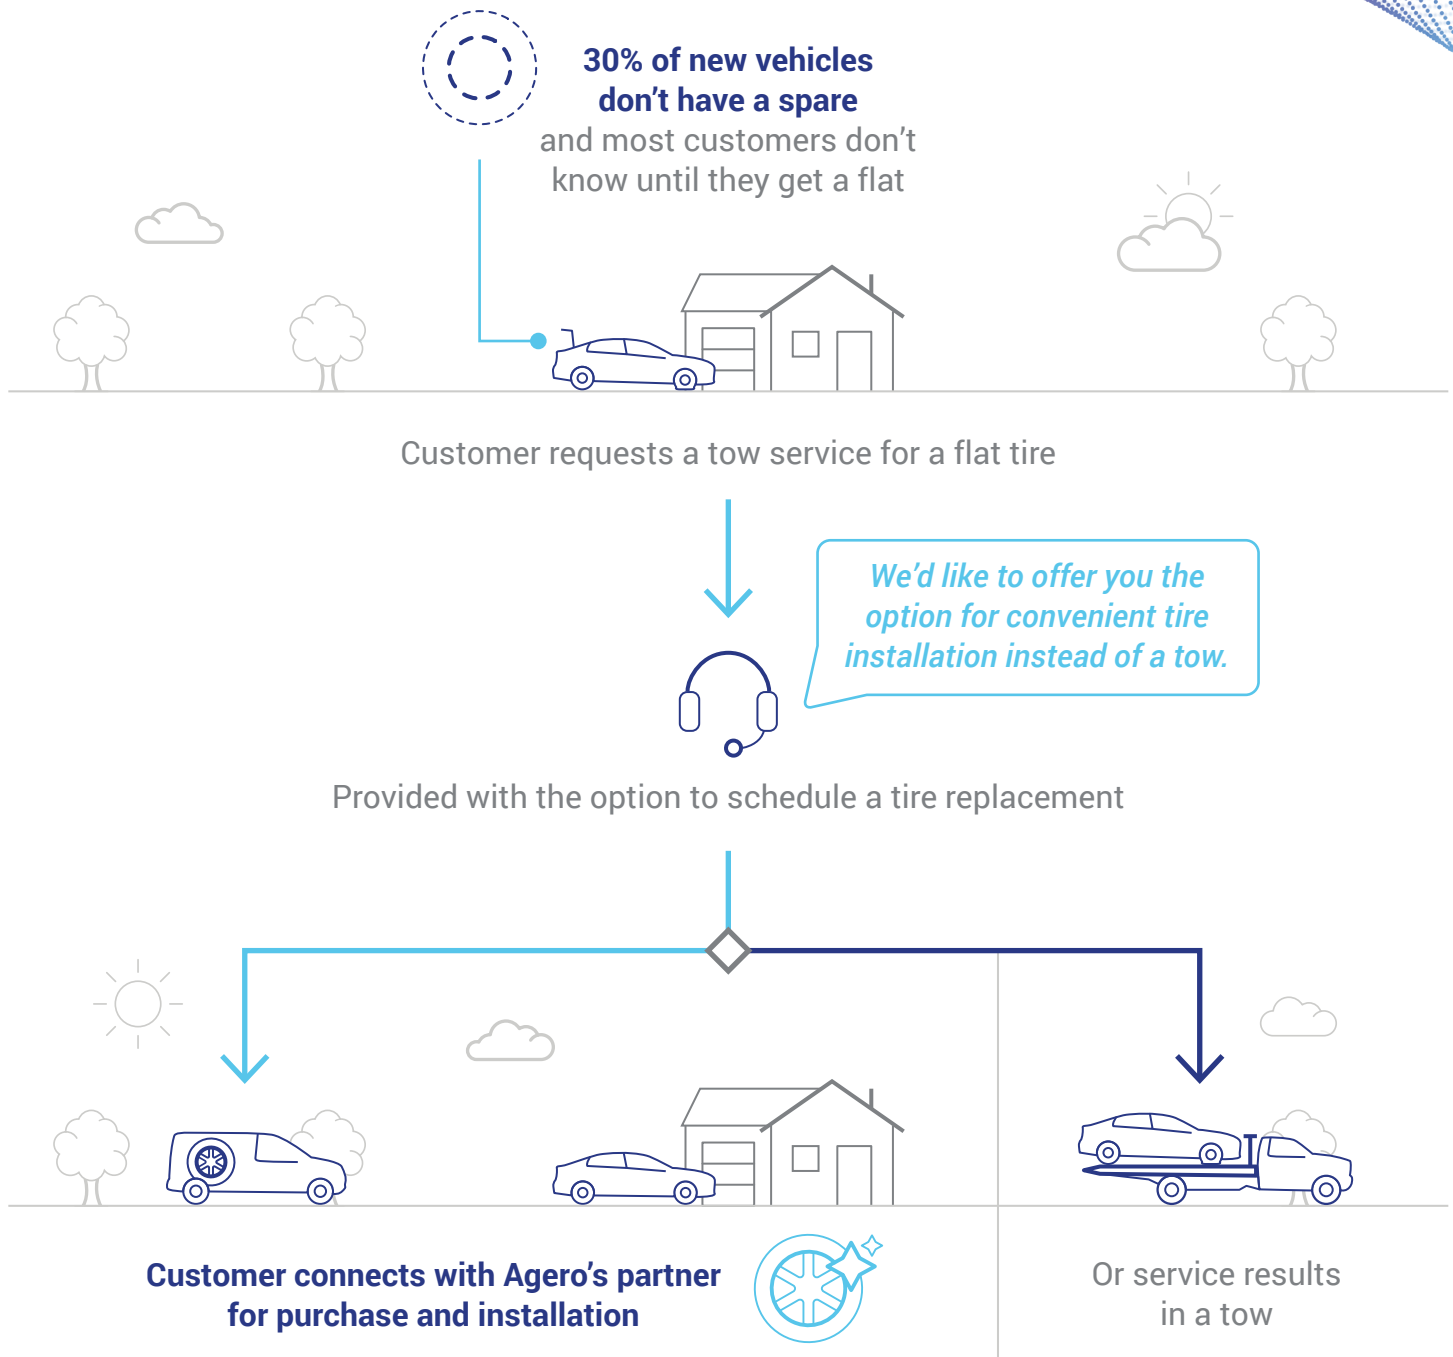 30% of new vehicles
don't have a spare
and most customers don't
know until they get a flat
Customer requests a tow service for a flat tire
We'd like to offer you the
option for convenient tire
installation instead of a tow.
Provided with the option to schedule a tire replacement
Customer connects with Agero's partner
for purchase and installation
Or service results
in a tow